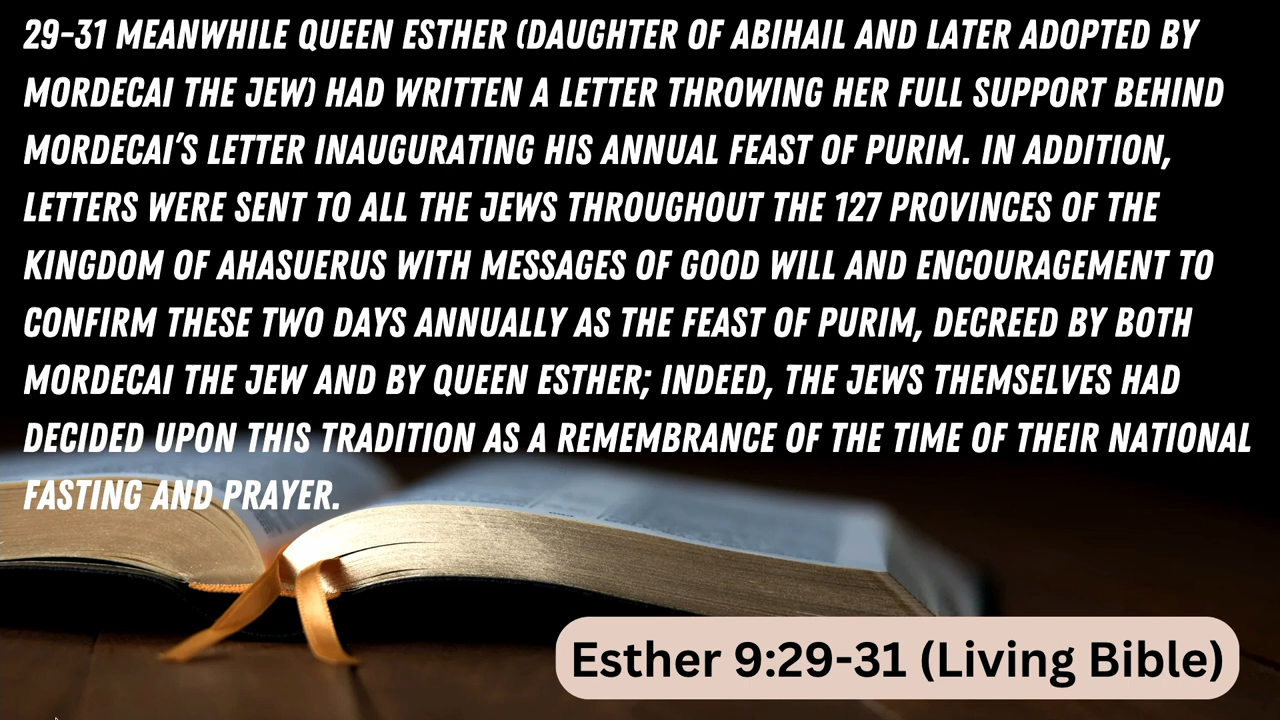 29-31 MEANWHILE QUEEN ESTHER (DAUGHTER OF ABIHAIL AND LATER ADOPTED BY
MORDECAI THE JEW) HAD WRITTEN A LETTER THROWING HER FULL SUPPORT BEHIND
MORDECAI'S LETTER INAUGURATING HIS ANNUAL FEAST OF PURIM. IN ADDITION,
LETTERS WERE SENT TO ALL THE JEWS THROUGHOUT THE 127 PROVINCES OF THE
KINGDOM OF AHASUERUS WITH MESSAGES OF GOOD WILL AND ENCOURAGEMENT TO
CONFIRM THESE TWO DAYS ANNUALLY AS THE FEAST OF PURIM, DECREED BY BOTH
MORDECAI THE JEW AND BY QUEEN ESTHER; INDEED, THE JEWS THEMSELVES HAD
DECIDED UPON THIS TRADITION AS A REMEMBRANCE OF THE TIME OF THEIR NATIONAL
FASTING AND PRAYER.
Esther 9:29-31 (Living Bible)